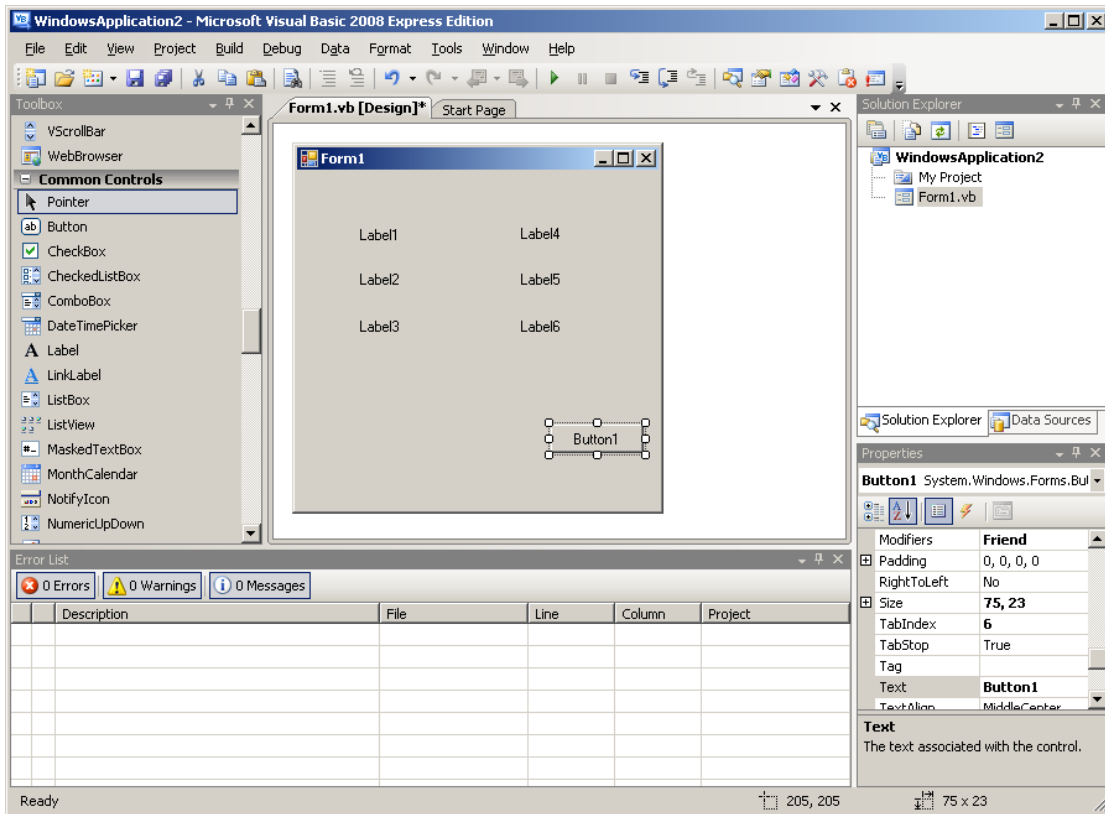 WindowsApplication2 - Microsoft Visual Basic 2008 Express Edition
File Edit View Project Build Debug Data Format Tools Window Help
Toolbox
VScrollBar
WebBrowser
Common Controls
Pointer
Button
CheckBox
CheckedListBox
ComboBox
DateTimePicker
Label
LinkLabel
ListBox
ListView
MaskedTextBox
MonthCalendar
NotifyIcon
NumericUpDown
Form1.vb [Design]* Start Page
Form1
Label1 Label4
Label2 Label5
Label3 Label6
Button1
Solution Explorer
WindowsApplication2
My Project
Form1.vb
Solution Explorer Data Sources
Properties
Button1 System.Windows.Forms.But
Modifiers Friend
Padding 0, 0, 0, 0
RightToLeft No
Size 75, 23
TabIndex 6
TabStop True
Tag
Text Button1
TextAlign MiddleCenter
Text
The text associated with the control.
Error List
0 Errors 0 Warnings 0 Messages
Description File Line Column Project
Ready 205, 205 75 x 23